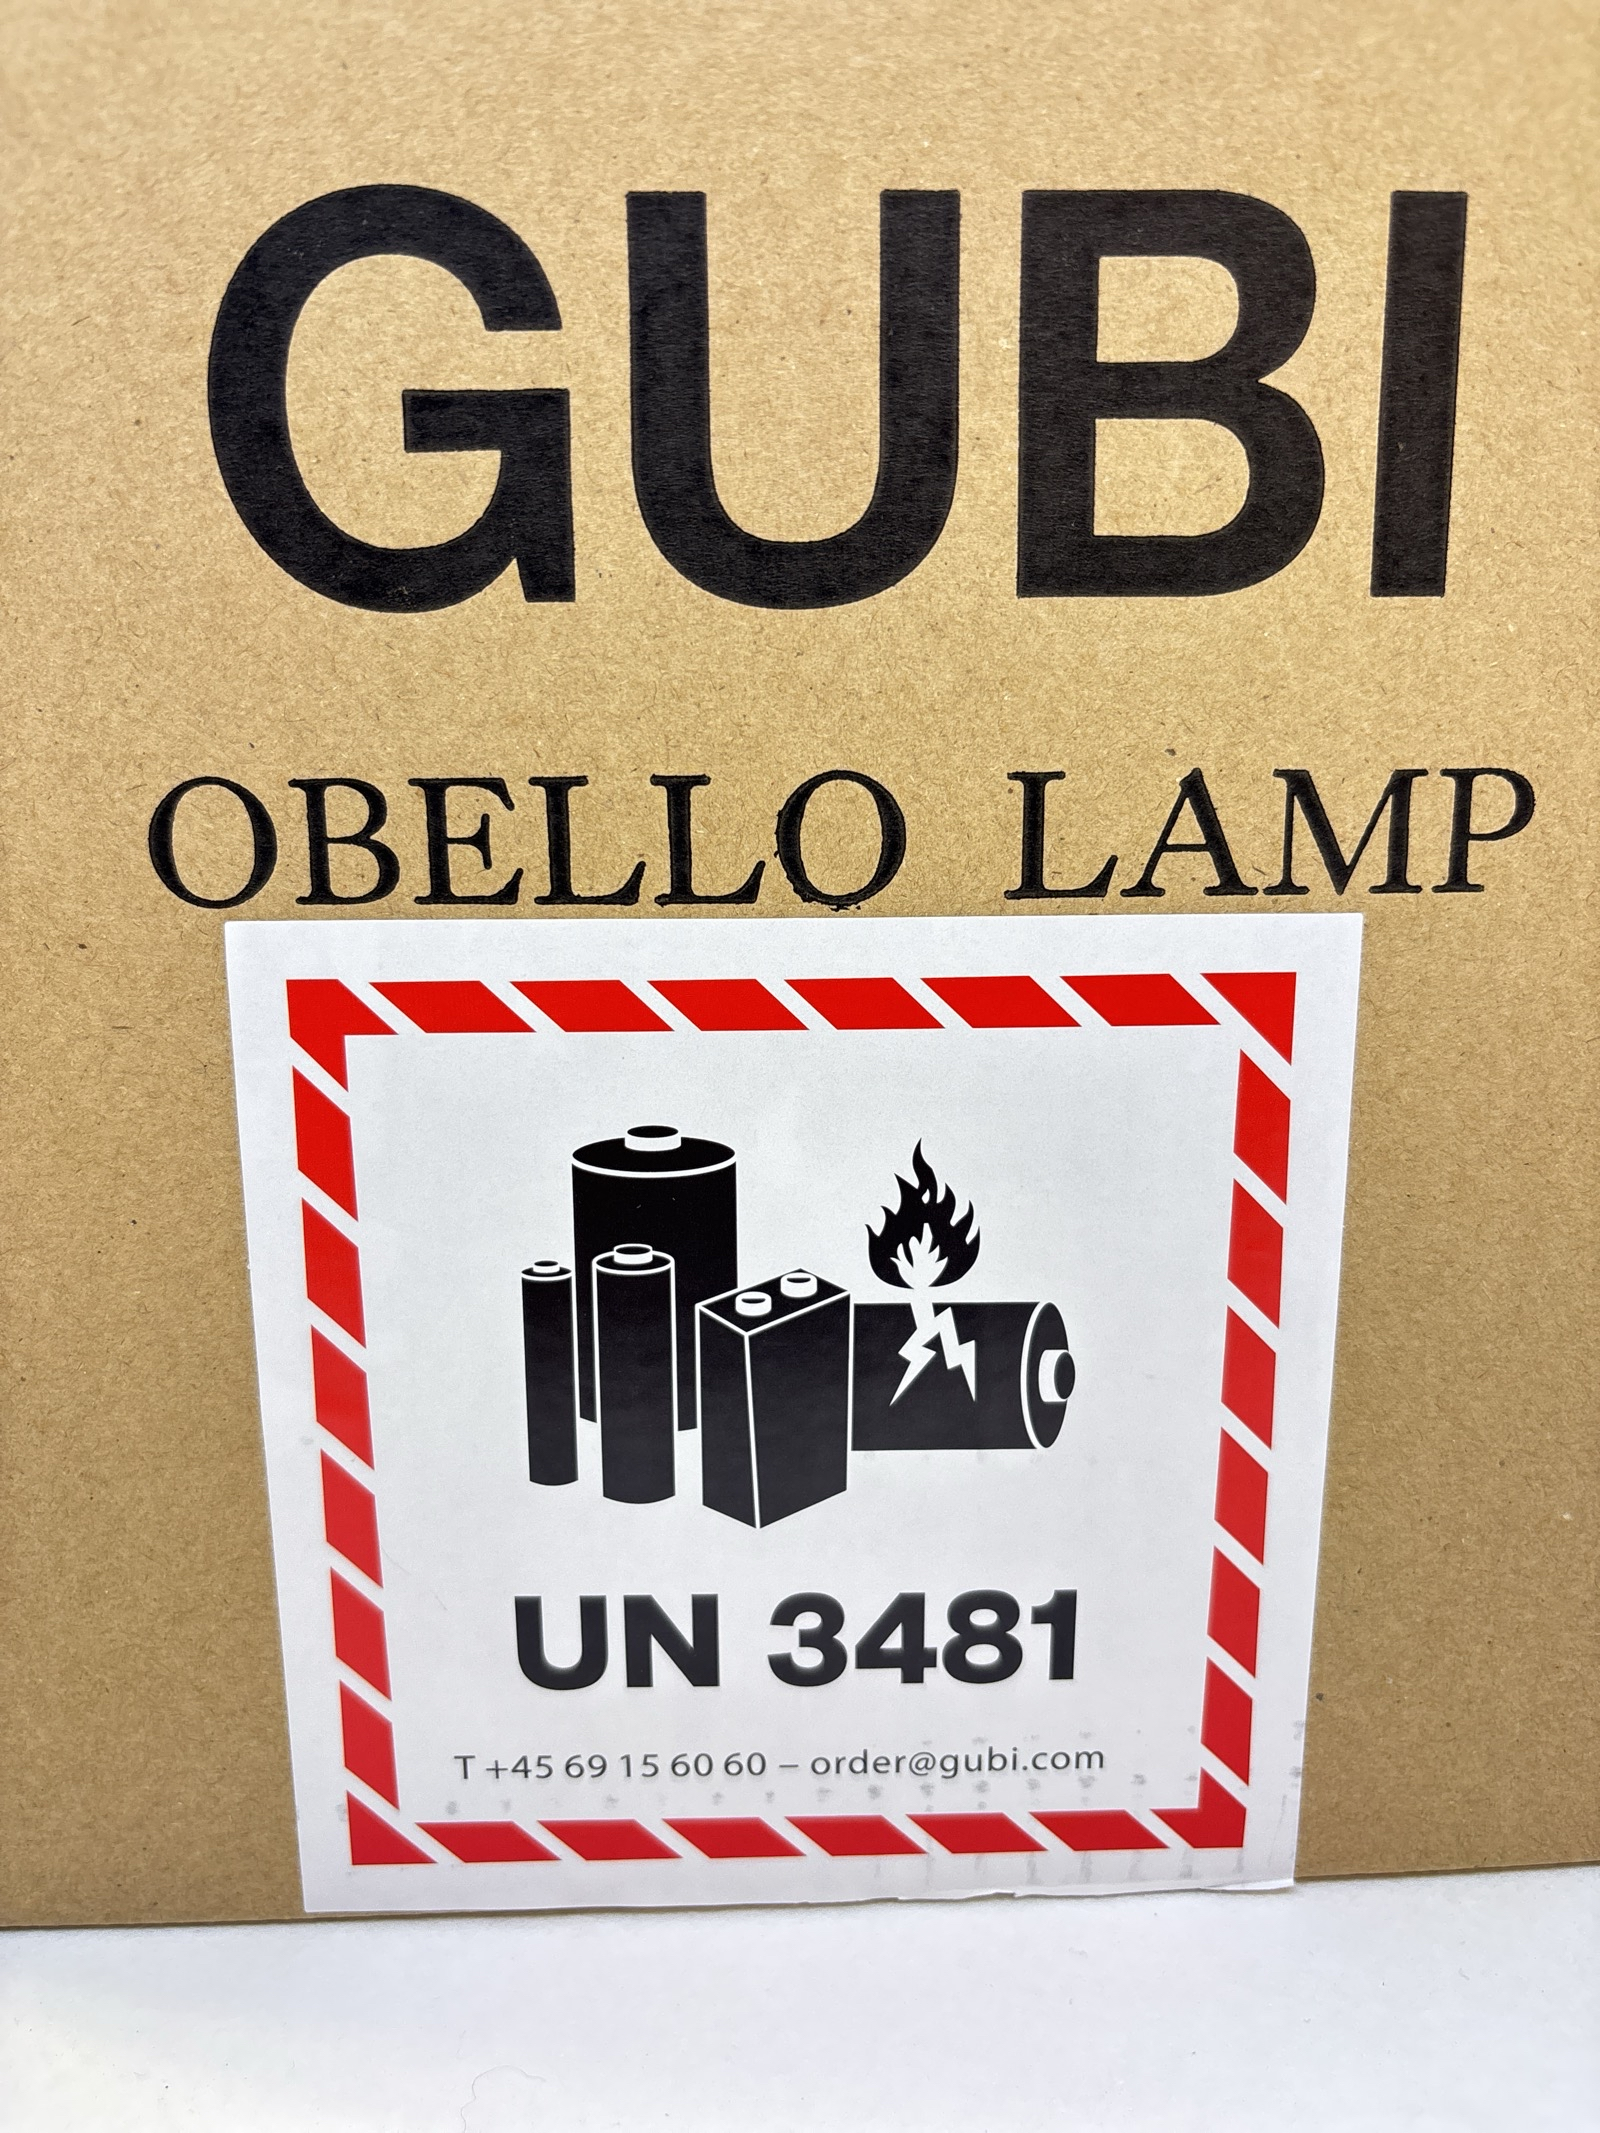 GUBI
OBELLO LAMP
UN 3481
T +45 69 15 60 60 – order@gubi.com